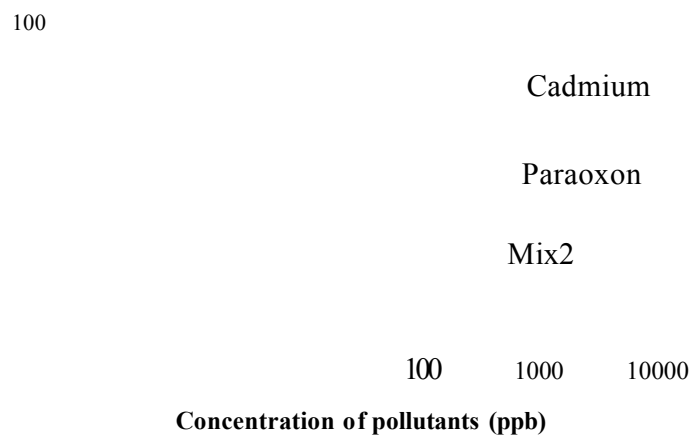 100
Cadmium
Paraoxon
Mix2
100 1000 10000
Concentration of pollutants (ppb)